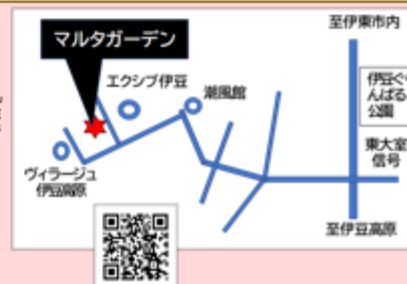 至伊東市内
マルタガーデン
エクシブ伊豆
潮風館
伊豆ぐ
んぱる
公園
東大室
信号
ヴィラージュ
伊豆高原
至伊豆高原